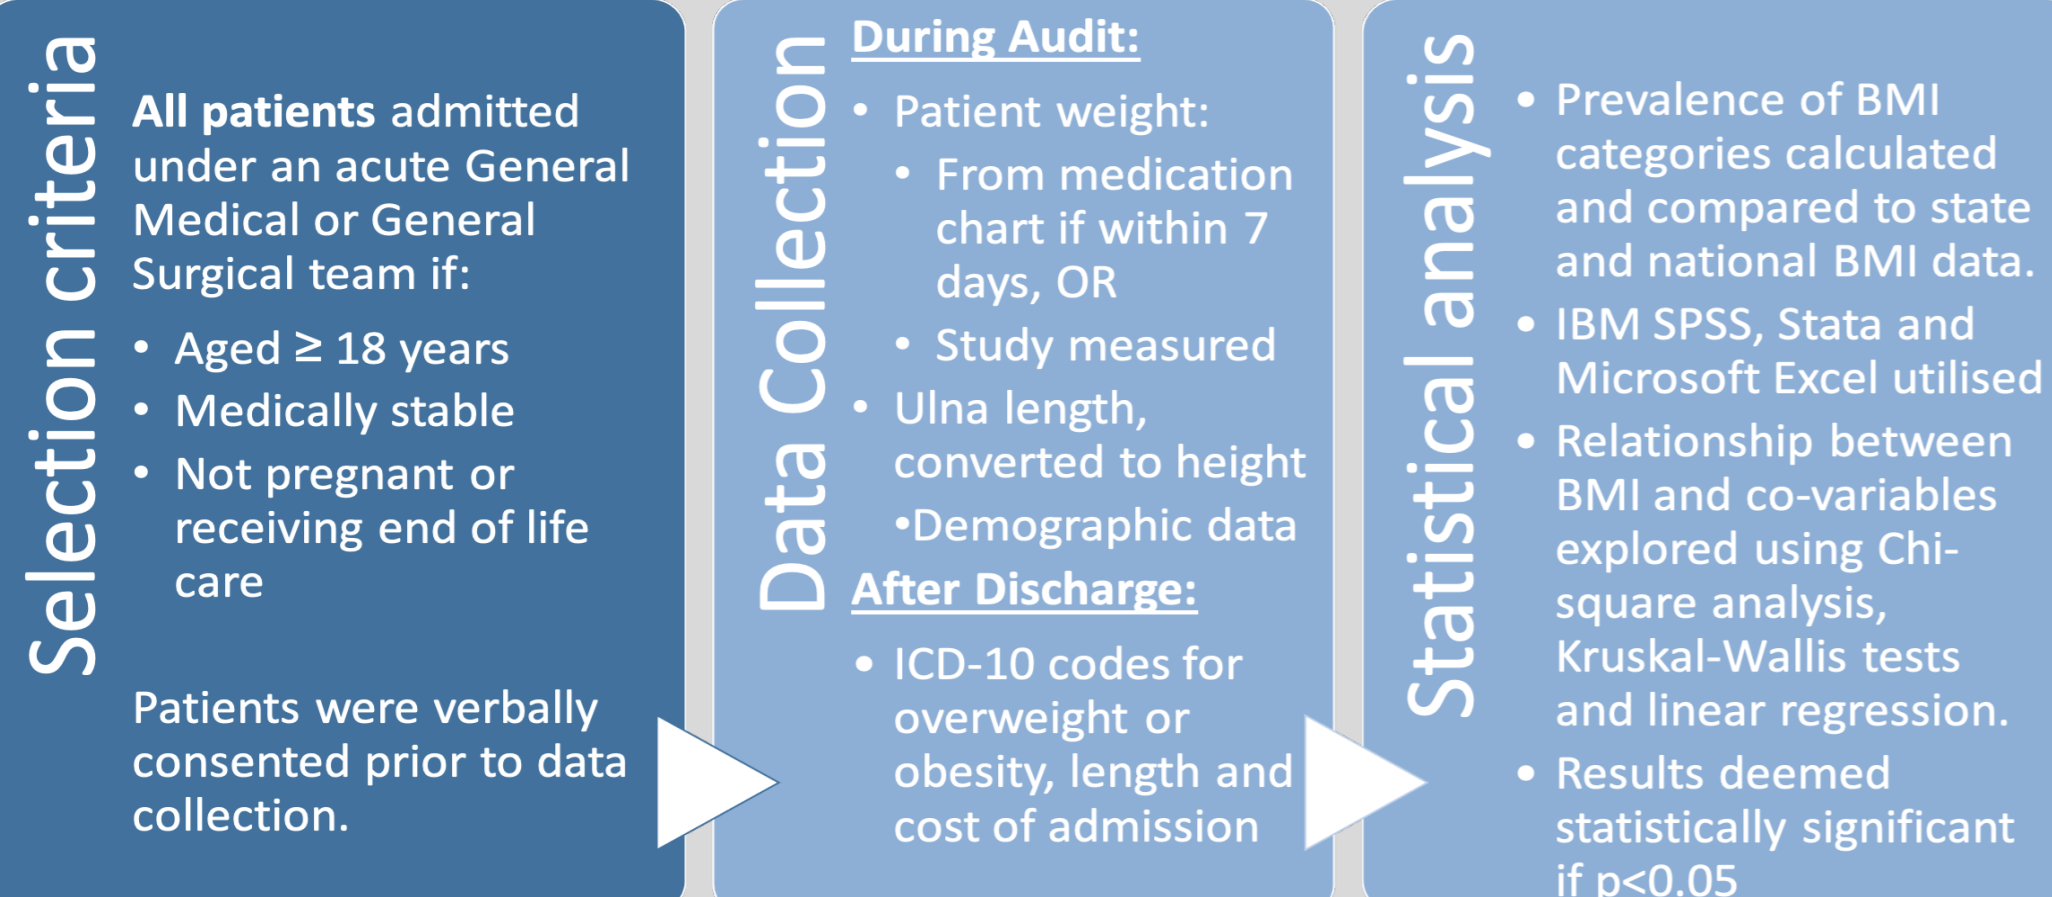 Selection criteria
All patients admitted
under an acute General
Medical or General
Surgical team if:
• Aged ≥ 18 years
• Medically stable
• Not pregnant or
receiving end of life
care
Patients were verbally
consented prior to data
collection.
Data Collection
During Audit:
• Patient weight:
• From medication
chart if within 7
days, OR
• Study measured
• Ulna length,
converted to height
•Demographic data
After Discharge:
• ICD-10 codes for
overweight or
obesity, length and
cost of admission
Statistical analysis
• Prevalence of BMI
categories calculated
and compared to state
and national BMI data.
• IBM SPSS, Stata and
Microsoft Excel utilised
• Relationship between
BMI and co-variables
explored using Chi-
square analysis,
Kruskal-Wallis tests
and linear regression.
• Results deemed
statistically significant
if p<0.05